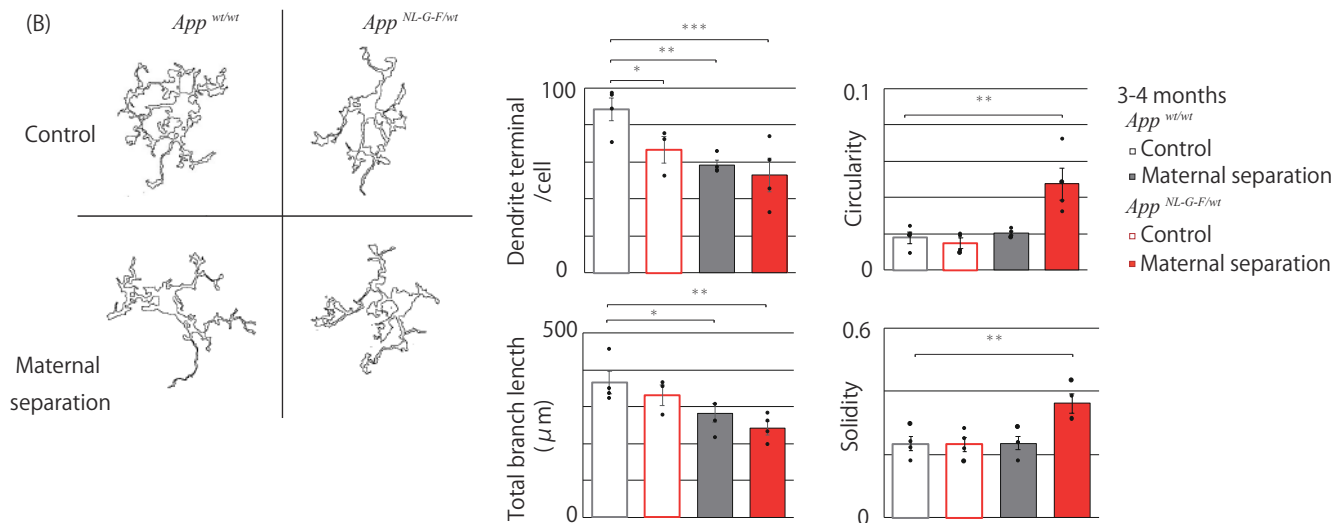 (B)
App wt/wt
App NL-G-F/wt
Control
Maternal
separation
Dendrite terminal
/cell
100
0
*
**
***
Circularity
0.1
0
**
3-4 months
App wt/wt
Control
Maternal separation
App NL-G-F/wt
Control
Maternal separation
Total branch length
(μm)
500
0
*
**
Solidity
0.6
0
**